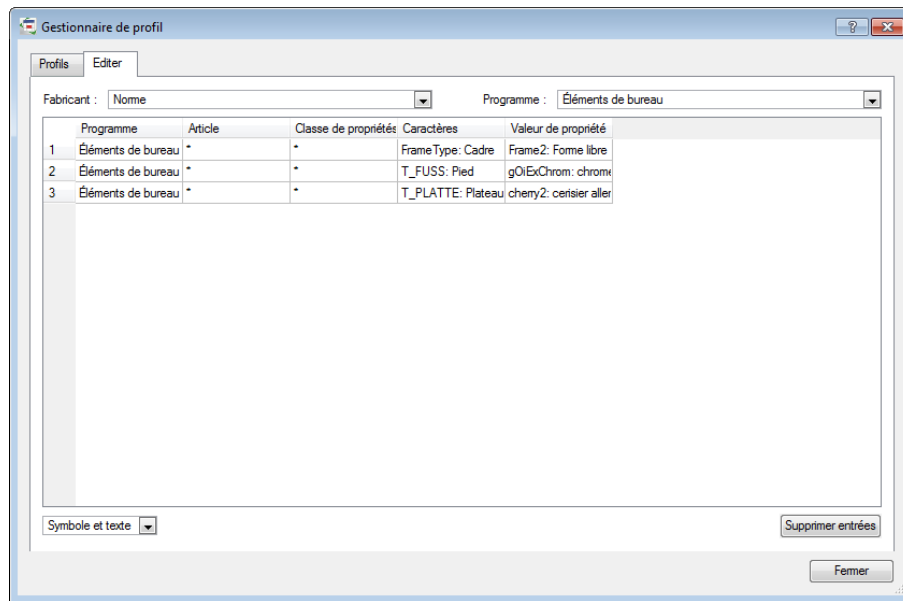 Gestionnaire de profil
Profils Editer
Fabricant : Norme Programme : Éléments de bureau
Programme Article Classe de propriétés Caractères Valeur de propriété
1 Éléments de bureau * * FrameType: Cadre Frame2: Forme libre
2 Éléments de bureau * * T_FUSS: Pied gOiExChrom: chrome
3 Éléments de bureau * * T_PLATTE: Plateau cherry2: cerisier aller
Symbole et texte Supprimer entrées
Fermer